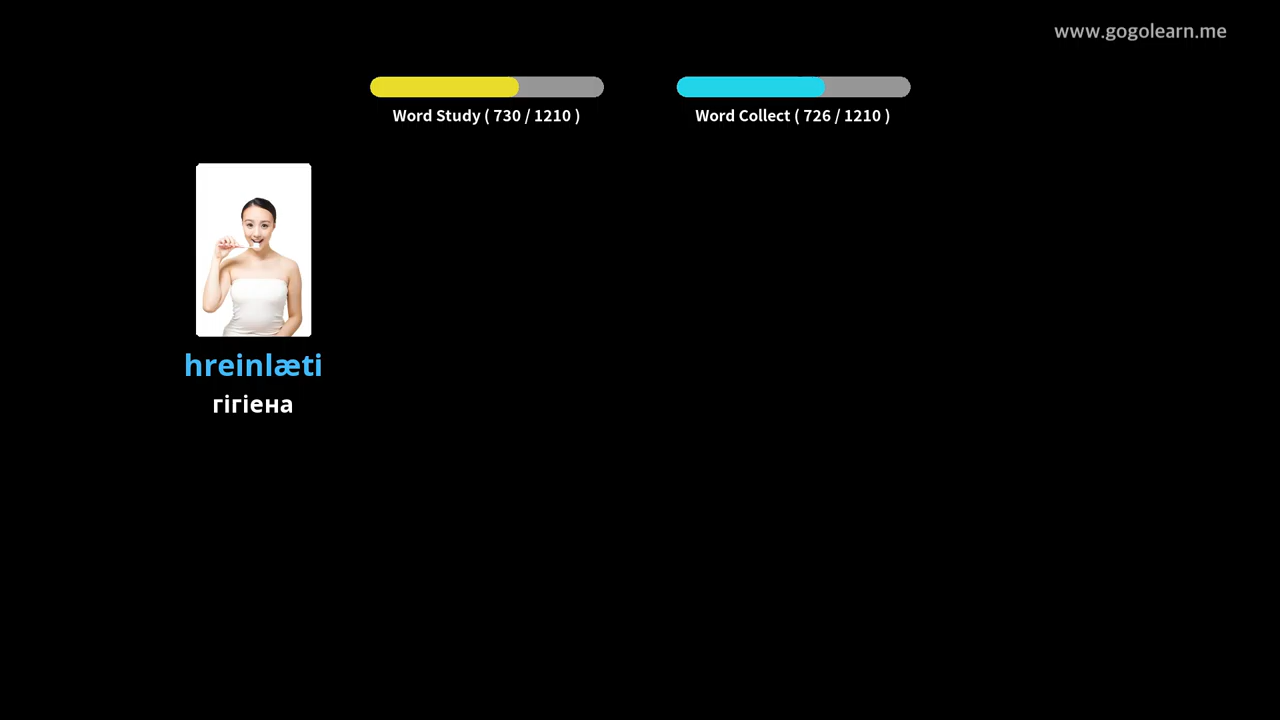 www.gogolearn.me
Word Study ( 730 / 1210 )
Word Collect ( 726 / 1210 )
hreinlæti
гігієна